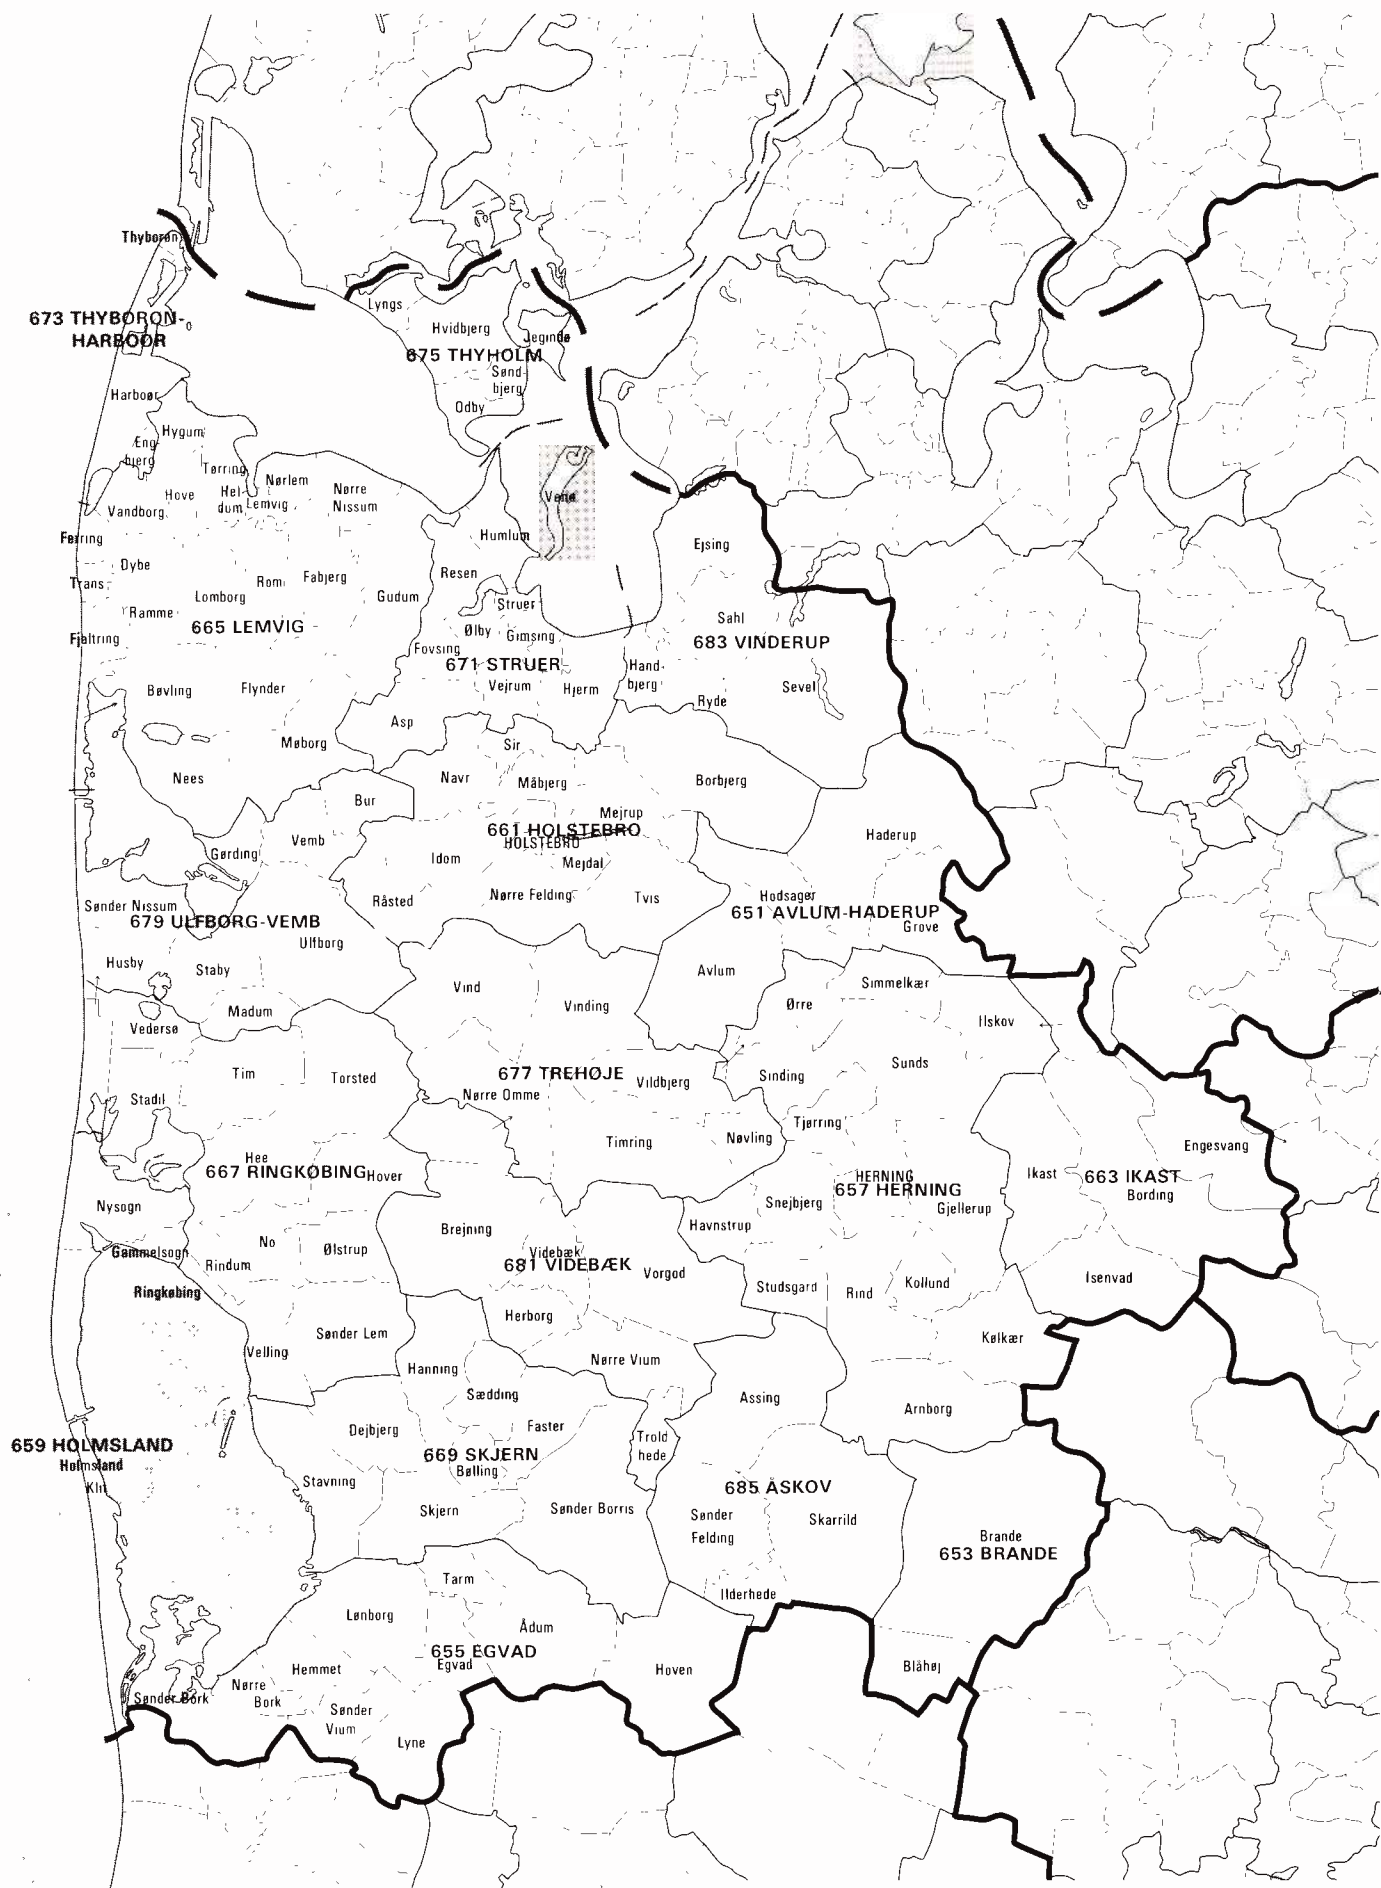 Thyborøn
673 THYBORØN-
HARBOØR
Lyngs
Hvidbjerg
Jegindø
675 THYHOLM
Sønd-
bjerg
Odby
Harboør
Hygum
Eng-
bjerg
Tørring
Nørlem
Hove
Hel-
dum
Lemvig
Nørre
Nissum
Vandborg
Venø
Ferring
Humlum
Ejsing
Dybe
Trans
Rom
Fabjerg
Resen
Lomborg
Gudum
Struer
Ramme
665 LEMVIG
Sahl
Fjaltring
Ølby
Gimsing
683 VINDERUP
Fovsing
671 STRUER
Hand-
bjerg
Bøvling
Flynder
Vejrum
Hjerm
Sevel
Ryde
Asp
Møborg
Sir
Nees
Navr
Måbjerg
Borbjerg
Bur
Mejrup
661 HOLSTEBRO
HOLSTEBRO
Haderup
Vemb
Gørding
Idom
Mejdal
Råsted
Nørre Felding
Tvis
Hodsager
Sønder Nissum
651 AVLUM-HADERUP
679 ULFBORG-VEMB
Grove
Ulfborg
Husby
Staby
Avlum
Simmelkær
Vind
Vinding
Ørre
Madum
Ilskov
Vedersø
Sunds
Tim
Torsted
677 TREHØJE
Vildbjerg
Sinding
Nørre Omme
Stadil
Tjørring
Timring
Nøvling
Engesvang
Hee
667 RINGKØBING
Hover
HERNING
657 HERNING
Ikast
663 IKAST
Bording
Nysogn
Snejbjerg
Gjellerup
Brejning
Havnstrup
No
Ølstrup
Gammelsogn
Videbæk
Rindum
681 VIDEBÆK
Vorgod
Isenvad
Ringkøbing
Studsgard
Rind
Kollund
Herborg
Sønder Lem
Kølkær
Velling
Hanning
Nørre Vium
Sædding
Assing
Arnborg
Dejbjerg
Faster
Trold
hede
659 HOLMSLAND
Holmsland
Klit
669 SKJERN
Bølling
Stavning
685 ÅSKOV
Skjern
Sønder Borris
Sønder
Felding
Skarrild
Brande
653 BRANDE
Tarm
Ilderhede
Lønborg
Ådum
655 EGVAD
Egvad
Hemmet
Hoven
Blåhøj
Nørre
Bork
Sønder Bork
Sønder
Vium
Lyne